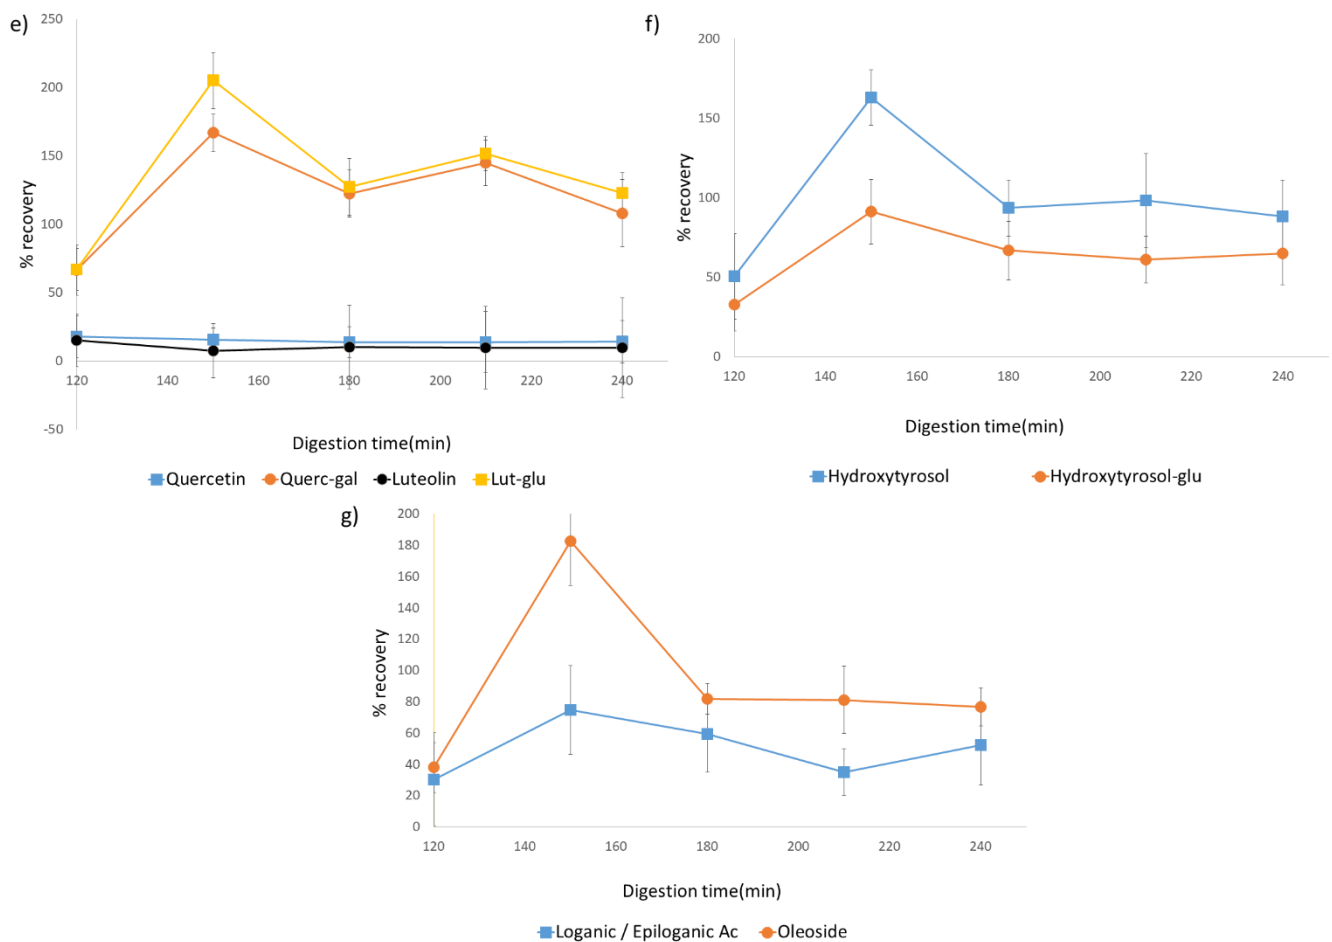 e)
250
200
150
100
50
0
-50
% recovery
120 140 160 180 200 220 240
Digestion time(min)
Quercetin Querc-gal Luteolin Lut-glu
f)
200
150
100
50
0
% recovery
120 140 160 180 200 220 240
Digestion time(min)
Hydroxytyrosol Hydroxytyrosol-glu
g)
200
180
160
140
120
100
80
60
40
20
0
% recovery
120 140 160 180 200 220 240
Digestion time(min)
Loganic / Epiloganic Ac Oleoside